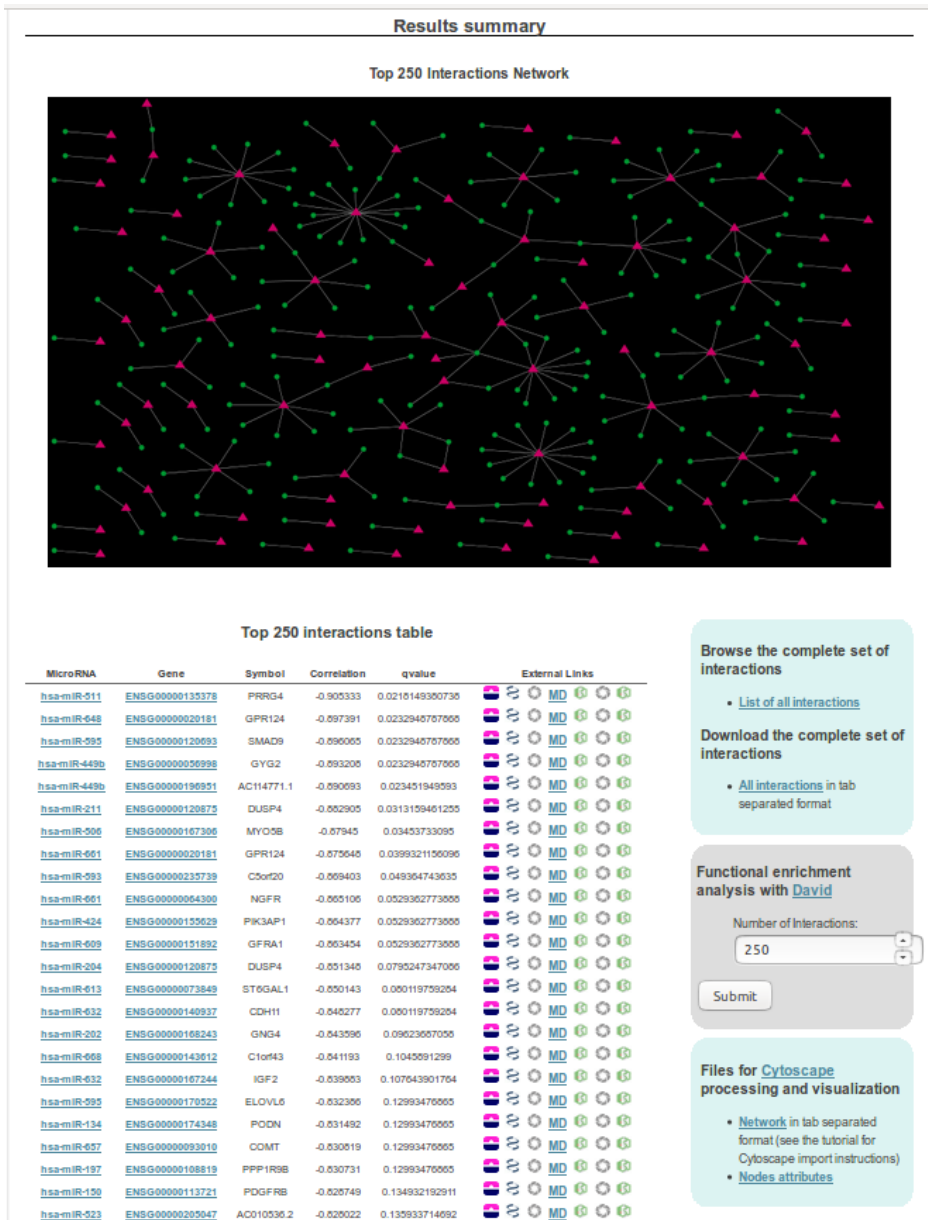 Results summary
Top 250 Interactions Network
Top 250 interactions table
MicroRNA Gene Symbol Correlation qvalue External Links
hsa-miR-511 ENSG00000135378 PRRG4 -0.905333 0.0218149380738 MD
hsa-miR-648 ENSG00000020181 GPR124 -0.897391 0.0232948787668 MD
hsa-miR-595 ENSG00000120693 SMAD9 -0.896065 0.0232948787668 MD
hsa-miR-449b ENSG00000056998 GYG2 -0.893208 0.0232948787668 MD
hsa-miR-449b ENSG00000196951 AC114771.1 -0.890693 0.023451949593 MD
hsa-miR-211 ENSG00000120875 DUSP4 -0.882905 0.0313159461255 MD
hsa-miR-506 ENSG00000167306 MYO5B -0.87945 0.03453733095 MD
hsa-miR-661 ENSG00000020181 GPR124 -0.875648 0.0399321156096 MD
hsa-miR-593 ENSG00000235739 C5orf20 -0.869403 0.049364743635 MD
hsa-miR-661 ENSG00000064300 NGFR -0.865106 0.0529362773888 MD
hsa-miR-424 ENSG00000155629 PIK3AP1 -0.864377 0.0529362773888 MD
hsa-miR-609 ENSG00000151892 GFRA1 -0.863454 0.0529362773888 MD
hsa-miR-204 ENSG00000120875 DUSP4 -0.851348 0.0795247347086 MD
hsa-miR-613 ENSG00000073849 ST6GAL1 -0.850143 0.080119759284 MD
hsa-miR-632 ENSG00000140937 CDH11 -0.848277 0.080119759284 MD
hsa-miR-202 ENSG00000168243 GNG4 -0.843596 0.09623687058 MD
hsa-miR-668 ENSG00000143612 C1orf43 -0.841193 0.1045891299 MD
hsa-miR-632 ENSG00000167244 IGF2 -0.839883 0.107643901764 MD
hsa-miR-595 ENSG00000170522 ELOVL6 -0.832386 0.12993476865 MD
hsa-miR-134 ENSG00000174348 PODN -0.831492 0.12993476865 MD
hsa-miR-657 ENSG00000093010 COMT -0.830819 0.12993476865 MD
hsa-miR-197 ENSG00000108819 PPP1R9B -0.830731 0.12993476865 MD
hsa-miR-150 ENSG00000113721 PDGFRB -0.828749 0.134932192911 MD
hsa-miR-523 ENSG00000205047 AC010536.2 -0.828022 0.135933714692 MD
Browse the complete set of
interactions
• List of all interactions
Download the complete set of
interactions
• All interactions in tab
separated format
Functional enrichment
analysis with David
Number of Interactions:
250
Submit
Files for Cytoscape
processing and visualization
• Network in tab separated
format (see the tutorial for
Cytoscape import instructions)
• Nodes attributes